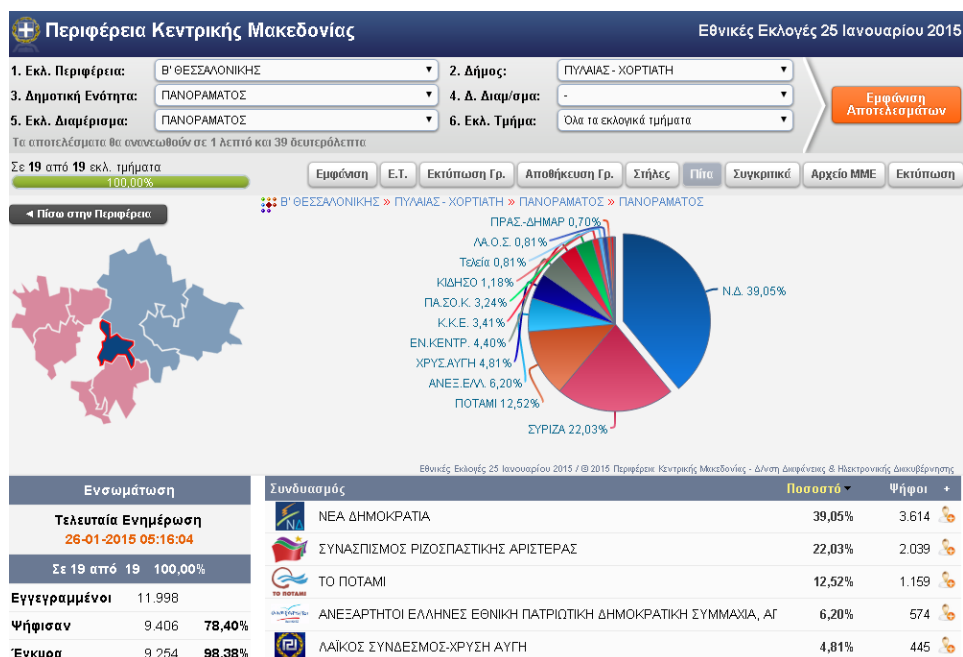 Περιφέρεια Κεντρικής Μακεδονίας
Εθνικές Εκλογές 25 Ιανουαρίου 2015
1. Εκλ. Περιφέρεια: Β' ΘΕΣΣΑΛΟΝΙΚΗΣ 2. Δήμος: ΠΥΛΑΙΑΣ - ΧΟΡΤΙΑΤΗ
3. Δημοτική Ενότητα: ΠΑΝΟΡΑΜΑΤΟΣ 4. Δ. Διαμ/σμα: -
5. Εκλ. Διαμέρισμα: ΠΑΝΟΡΑΜΑΤΟΣ 6. Εκλ. Τμήμα: Όλα τα εκλογικά τμήματα
Εμφάνιση
Αποτελεσμάτων
Τα αποτελέσματα θα ανανεωθούν σε 1 λεπτό και 39 δευτερόλεπτα
Σε 19 από 19 εκλ. τμήματα
100,00%
Εμφάνιση Ε.Τ. Εκτύπωση Γρ. Αποθήκευση Γρ. Στήλες Πίτα Συγκριτικά Αρχείο ΜΜΕ Εκτύπωση
◄ Πίσω στην Περιφέρεια
Β' ΘΕΣΣΑΛΟΝΙΚΗΣ » ΠΥΛΑΙΑΣ - ΧΟΡΤΙΑΤΗ » ΠΑΝΟΡΑΜΑΤΟΣ » ΠΑΝΟΡΑΜΑΤΟΣ
ΠΡΑΣ.-ΔΗΜΑΡ 0,70%
ΛΑ.Ο.Σ. 0,81%
Τελεία 0,81%
ΚΙΔΗΣΟ 1,18%
ΠΑ.ΣΟ.Κ. 3,24%
Κ.Κ.Ε. 3,41%
ΕΝ.ΚΕΝΤΡ. 4,40%
ΧΡΥΣ.ΑΥΓΗ 4,81%
ΑΝΕΞ.ΕΛΛ. 6,20%
ΠΟΤΑΜΙ 12,52%
ΣΥΡΙΖΑ 22,03%
Ν.Δ. 39,05%
Εθνικές Εκλογές 25 Ιανουαρίου 2015 / © 2015 Περιφέρεια Κεντρικής Μακεδονίας - Δ/νση Διαφάνειας & Ηλεκτρονικής Διακυβέρνησης
Ενσωμάτωση
Τελευταία Ενημέρωση
26-01-2015 05:16:04
Σε 19 από 19 100,00%
Εγγεγραμμένοι 11.998
Ψήφισαν 9.406 78,40%
Έγκυρα 9.254 98,38%
Συνδυασμός Ποσοστό Ψήφοι +
ΝΔ ΝΕΑ ΔΗΜΟΚΡΑΤΙΑ 39,05% 3.614
ΣΥΝΑΣΠΙΣΜΟΣ ΡΙΖΟΣΠΑΣΤΙΚΗΣ ΑΡΙΣΤΕΡΑΣ 22,03% 2.039
ΤΟ ΠΟΤΑΜΙ ΤΟ ΠΟΤΑΜΙ 12,52% 1.159
ΑΝΕΞΑΡΤΗΤΟΙ ΕΛΛΗΝΕΣ ΕΘΝΙΚΗ ΠΑΤΡΙΩΤΙΚΗ ΔΗΜΟΚΡΑΤΙΚΗ ΣΥΜΜΑΧΙΑ, ΑΓ 6,20% 574
ΛΑΪΚΟΣ ΣΥΝΔΕΣΜΟΣ-ΧΡΥΣΗ ΑΥΓΗ 4,81% 445